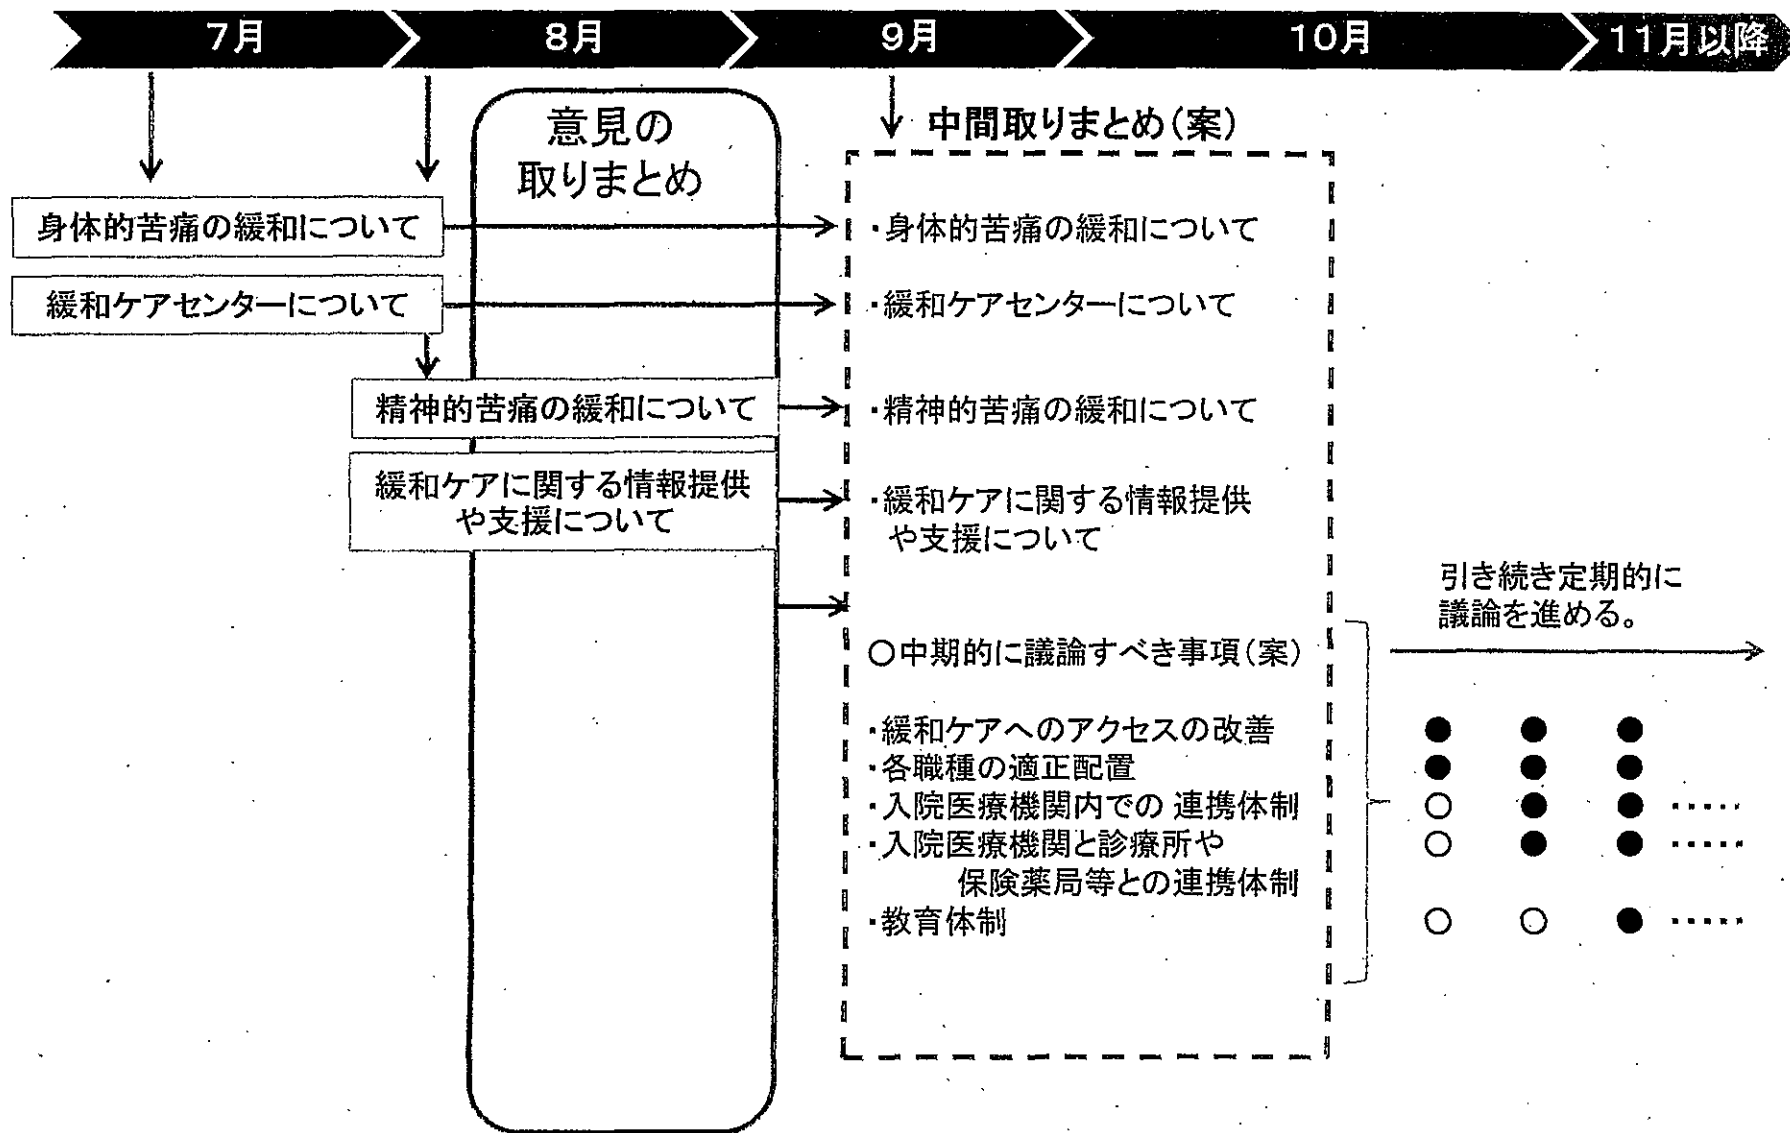 7月
8月
9月
10月
11月以降
意見の
取りまとめ
中間取りまとめ(案)
身体的苦痛の緩和について
・身体的苦痛の緩和について
緩和ケアセンターについて
・緩和ケアセンターについて
精神的苦痛の緩和について
・精神的苦痛の緩和について
緩和ケアに関する情報提供
や支援について
・緩和ケアに関する情報提供
や支援について
引き続き定期的に
議論を進める。
○中期的に議論すべき事項(案)
・緩和ケアへのアクセスの改善
・各職種の適正配置
・入院医療機関内での 連携体制
・入院医療機関と診療所や
保険薬局等との連携体制
・教育体制